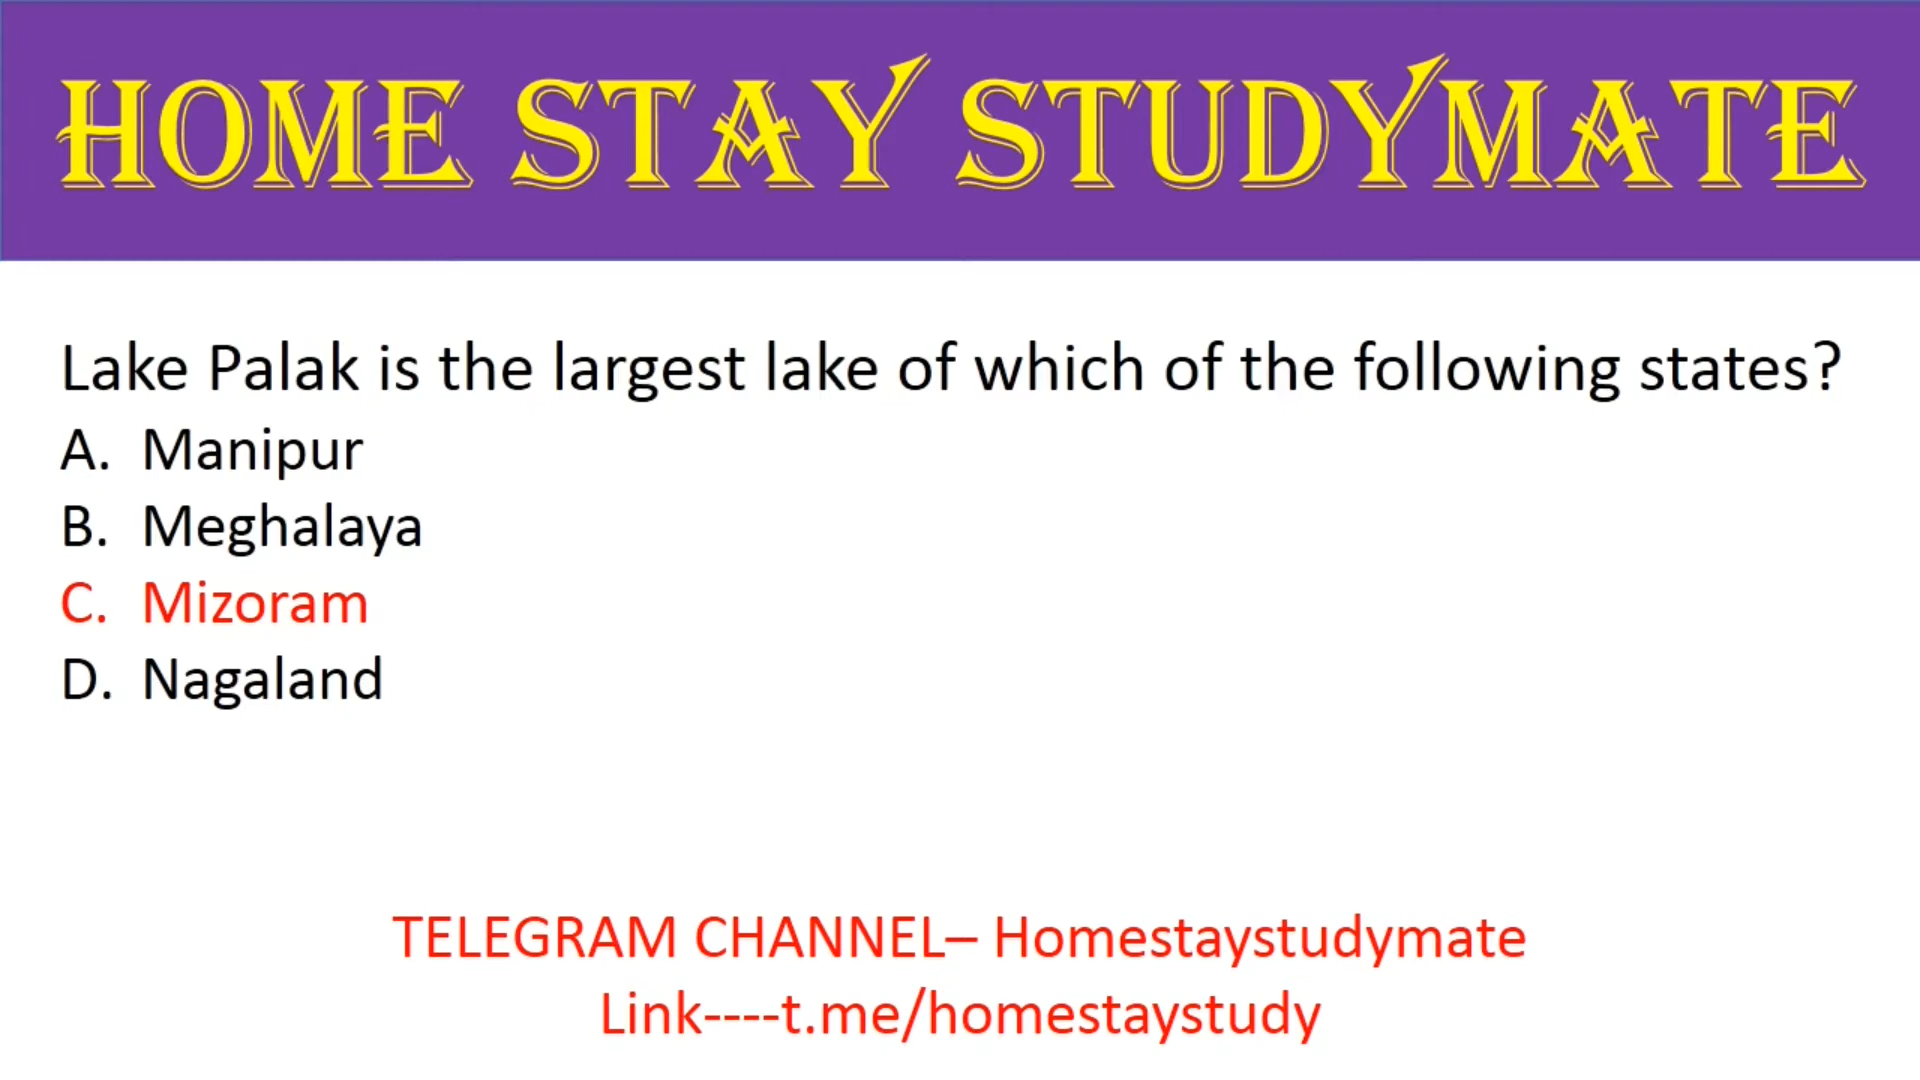 HOME STAY STUDYMATE
Lake Palak is the largest lake of which of the following states?
A. Manipur
B. Meghalaya
C. Mizoram
D. Nagaland
TELEGRAM CHANNEL– Homestaystudymate
Link----t.me/homestaystudy